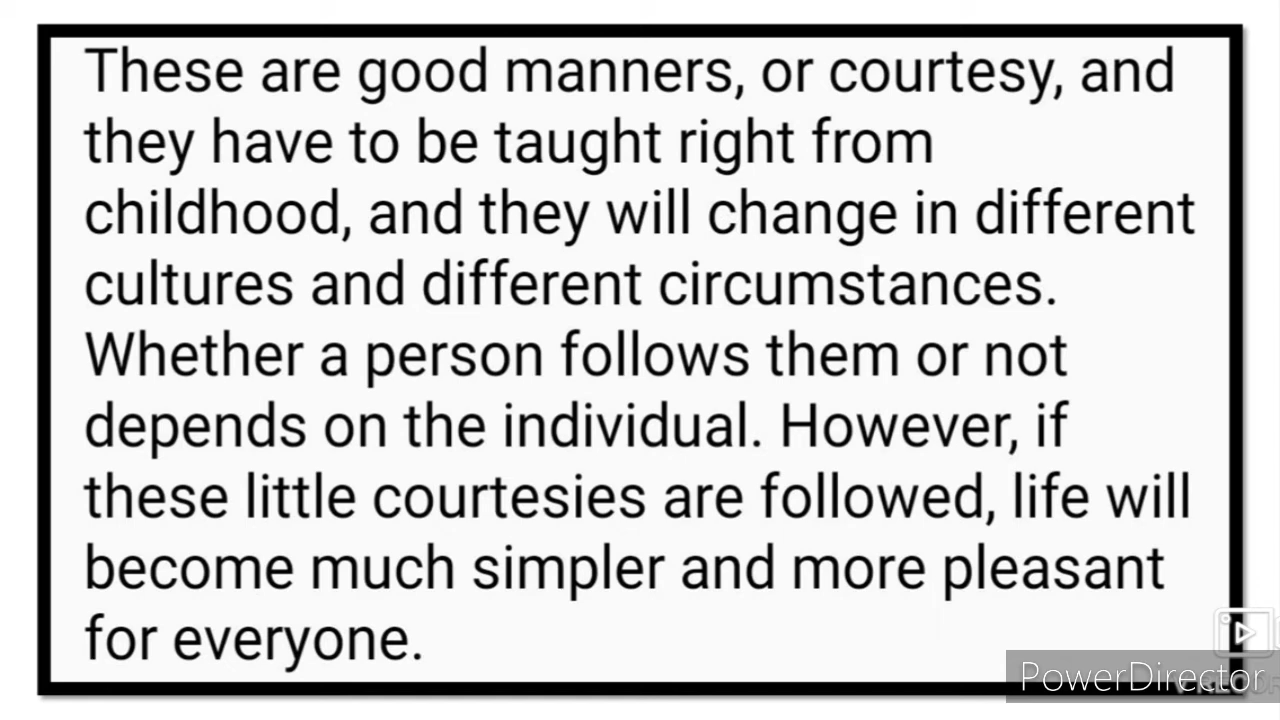 These are good manners, or courtesy, and
they have to be taught right from
childhood, and they will change in different
cultures and different circumstances.
Whether a person follows them or not
depends on the individual. However, if
these little courtesies are followed, life will
become much simpler and more pleasant
for everyone.
PowerDirector